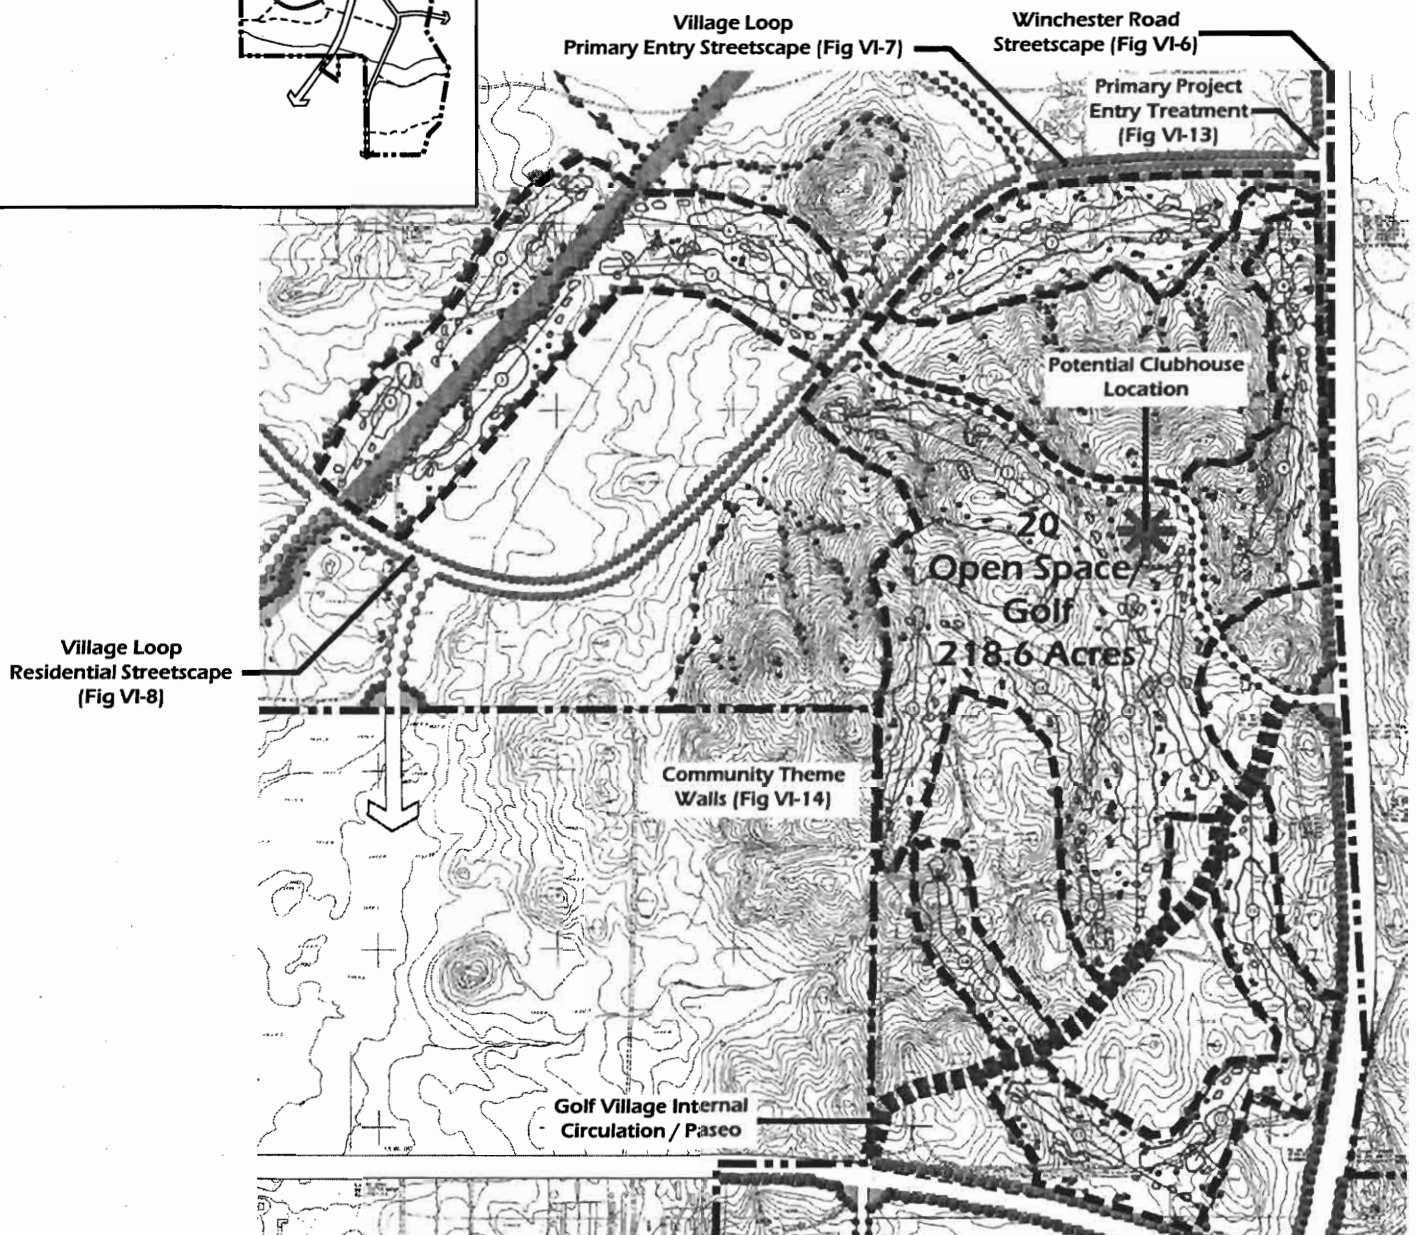 Village Loop
Primary Entry Streetscape (Fig VI-7)
Winchester Road
Streetscape (Fig VI-6)
Primary Project
Entry Treatment
(Fig VI-13)
Potential Clubhouse
Location
20
Open Space/
Golf
218.6 Acres
Village Loop
Residential Streetscape
(Fig VI-8)
Community Theme
Walls (Fig VI-14)
Golf Village Internal
Circulation / Paseo